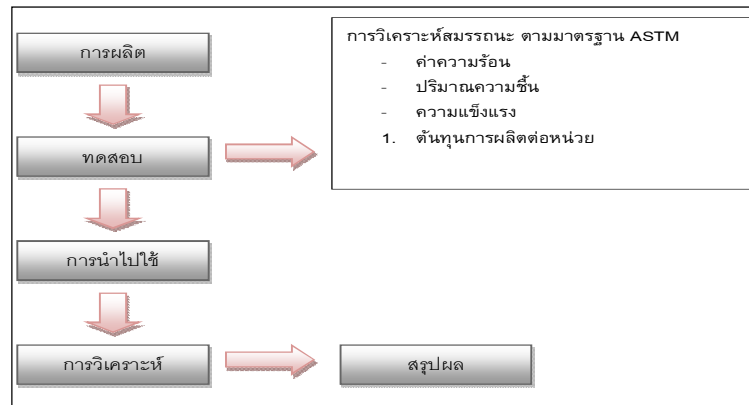 การผลิต
การวิเคราะห์สมรรถนะ ตามมาตรฐาน ASTM
- ค่าความร้อน
- ปริมาณความชื้น
- ความแข็งแรง
1. ต้นทุนการผลิตต่อหน่วย
ทดสอบ
การนำไปใช้
การวิเคราะห์
สรุปผล